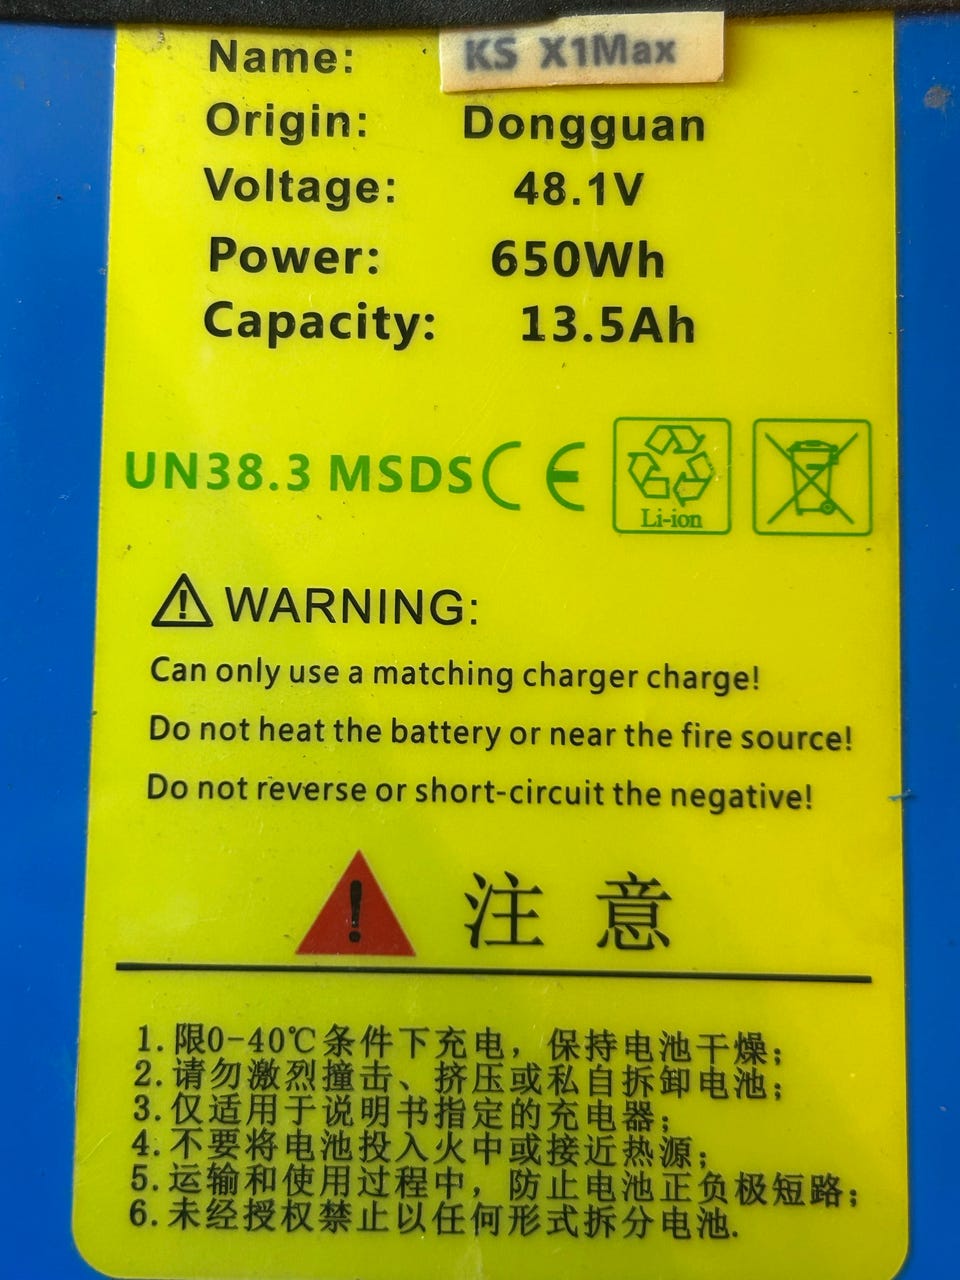 Name: KS X1Max
Origin: Dongguan
Voltage: 48.1V
Power: 650Wh
Capacity: 13.5Ah
UN38.3 MSDS CE
Li-ion
WARNING:
Can only use a matching charger charge!
Do not heat the battery or near the fire source!
Do not reverse or short-circuit the negative!
注意
1.限0-40℃条件下充电，保持电池干燥；
2.请勿激烈撞击、挤压或私自拆卸电池；
3.仅适用于说明书指定的充电器；
4.不要将电池投入火中或接近热源；
5.运输和使用过程中，防止电池正负极短路；
6.未经授权禁止以任何形式拆分电池.